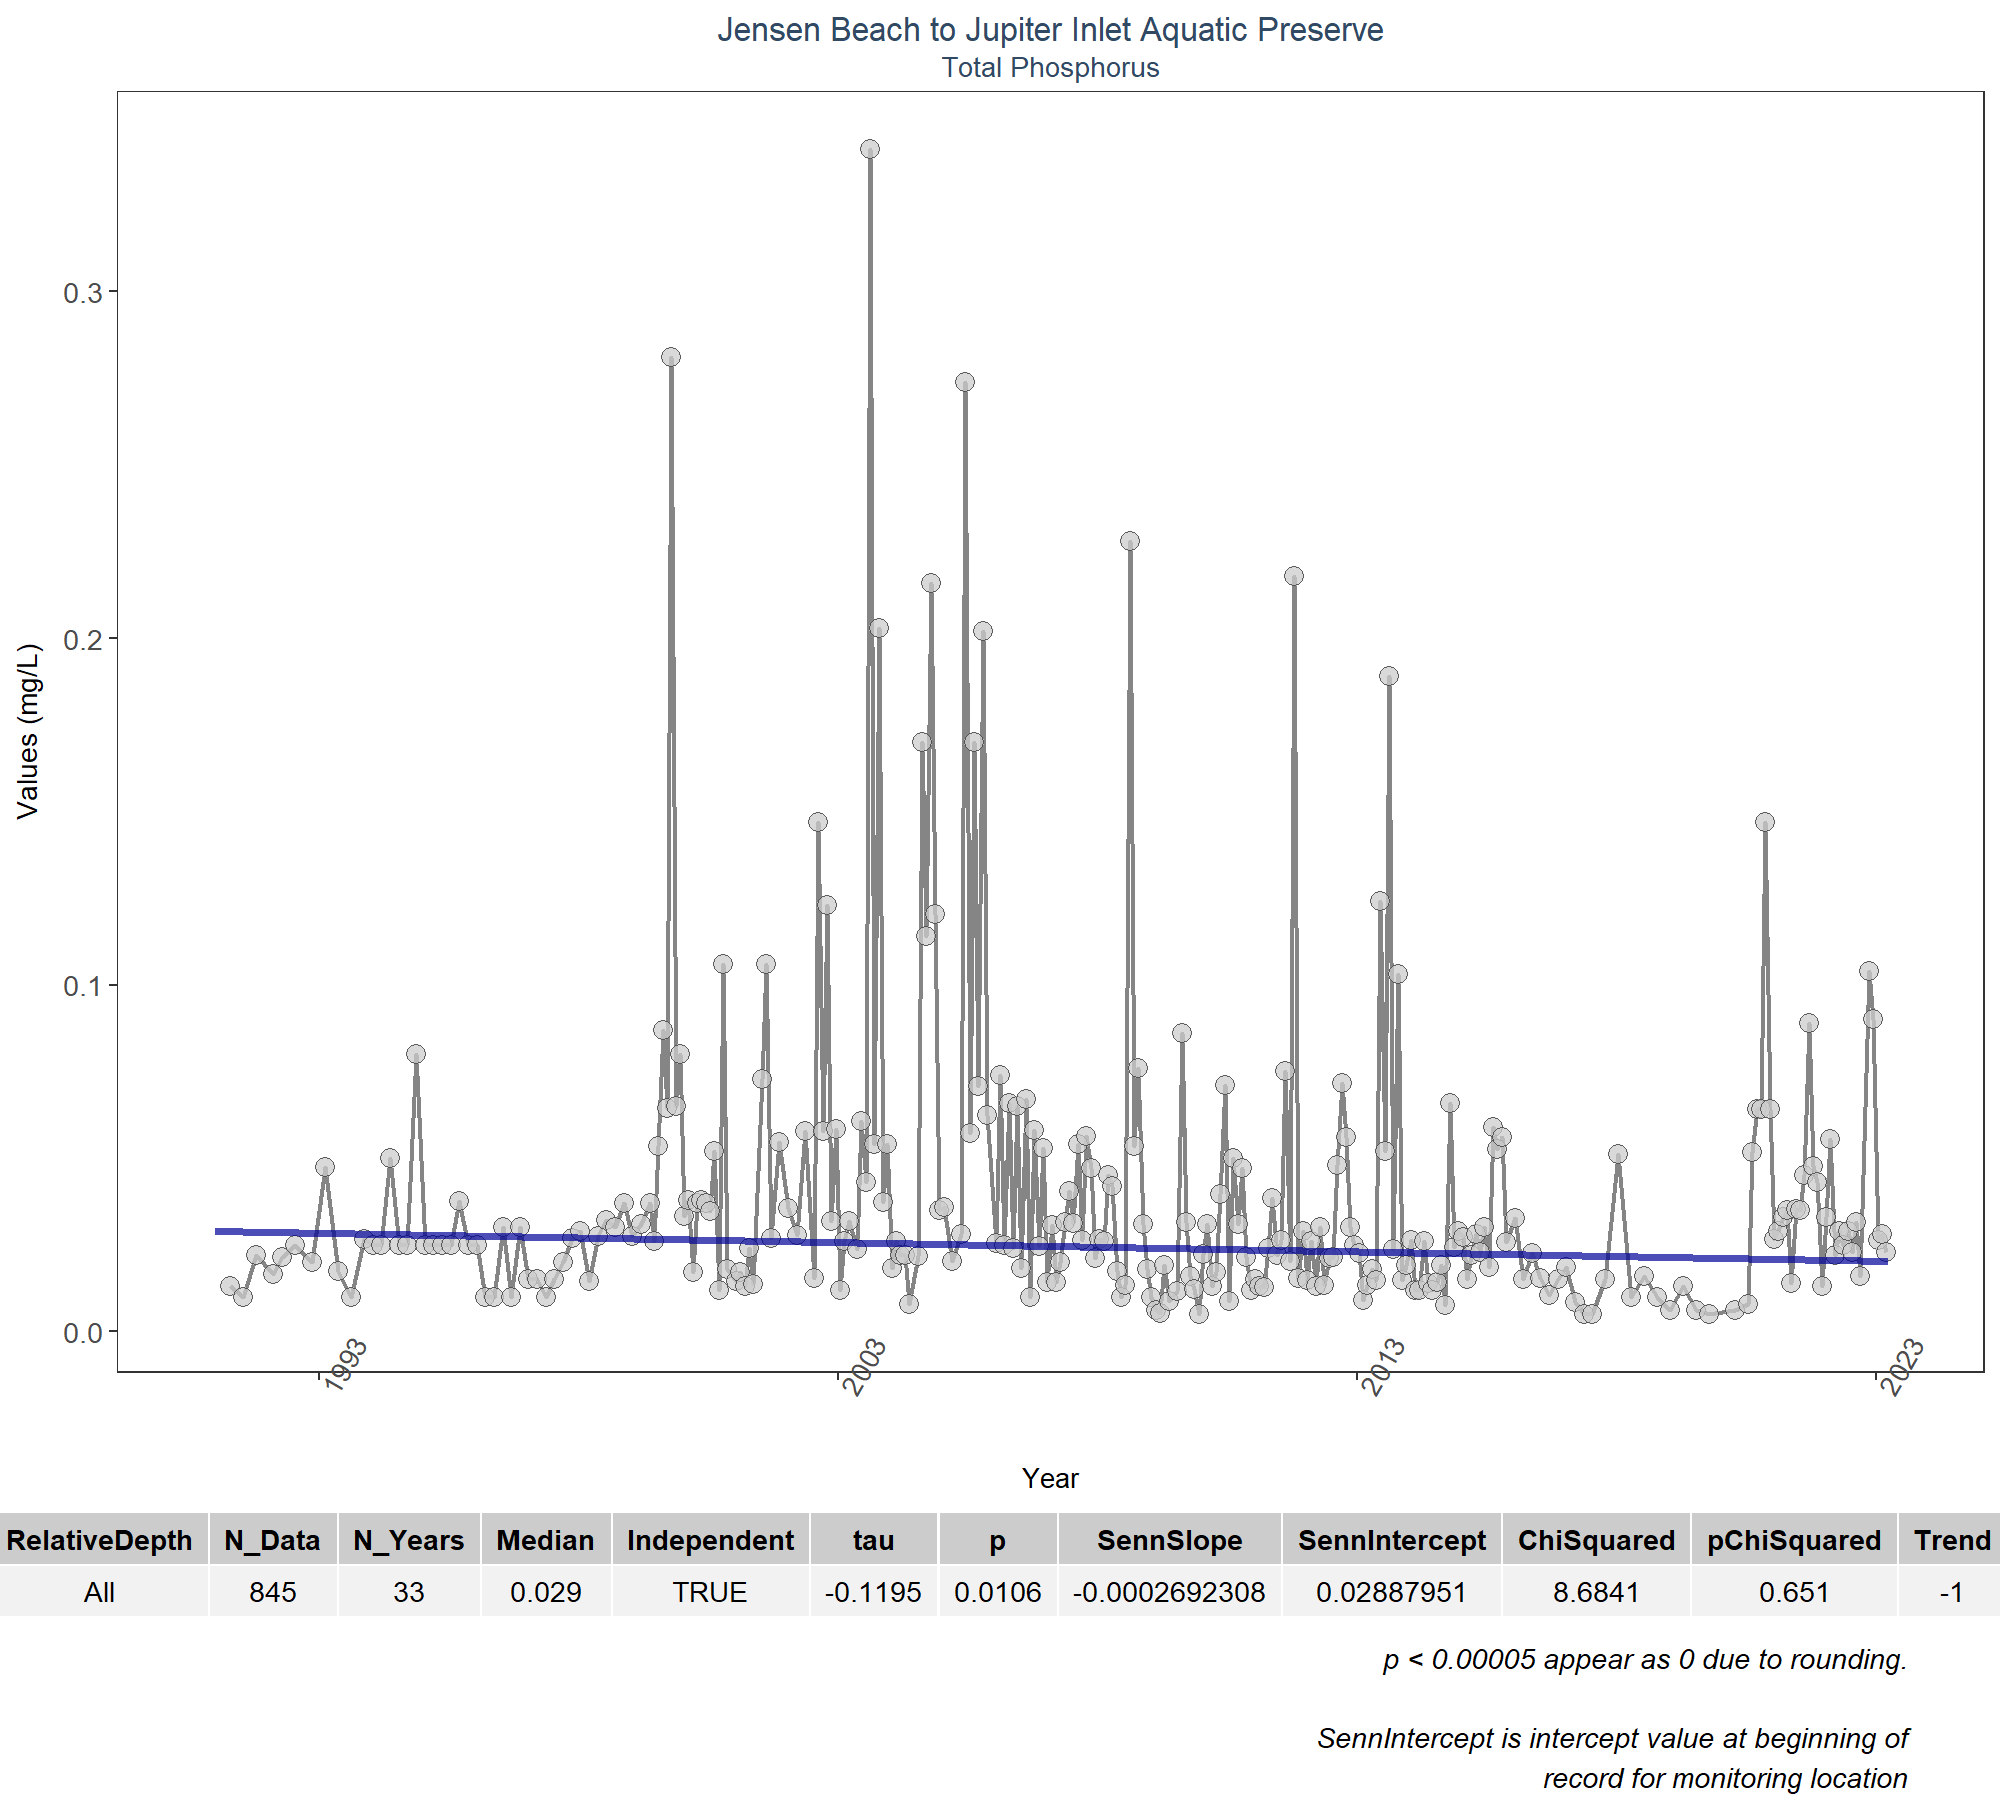 Jensen Beach to Jupiter Inlet Aquatic Preserve
Total Phosphorus
Values (mg/L)
0.3
0.2
0.1
0.0
1993 2003 2013 2023
Year
RelativeDepth N_Data N_Years Median Independent tau p SennSlope SennIntercept ChiSquared pChiSquared Trend
All 845 33 0.029 TRUE -0.1195 0.0106 -0.0002692308 0.02887951 8.6841 0.651 -1
p < 0.00005 appear as 0 due to rounding.
SennIntercept is intercept value at beginning of
record for monitoring location